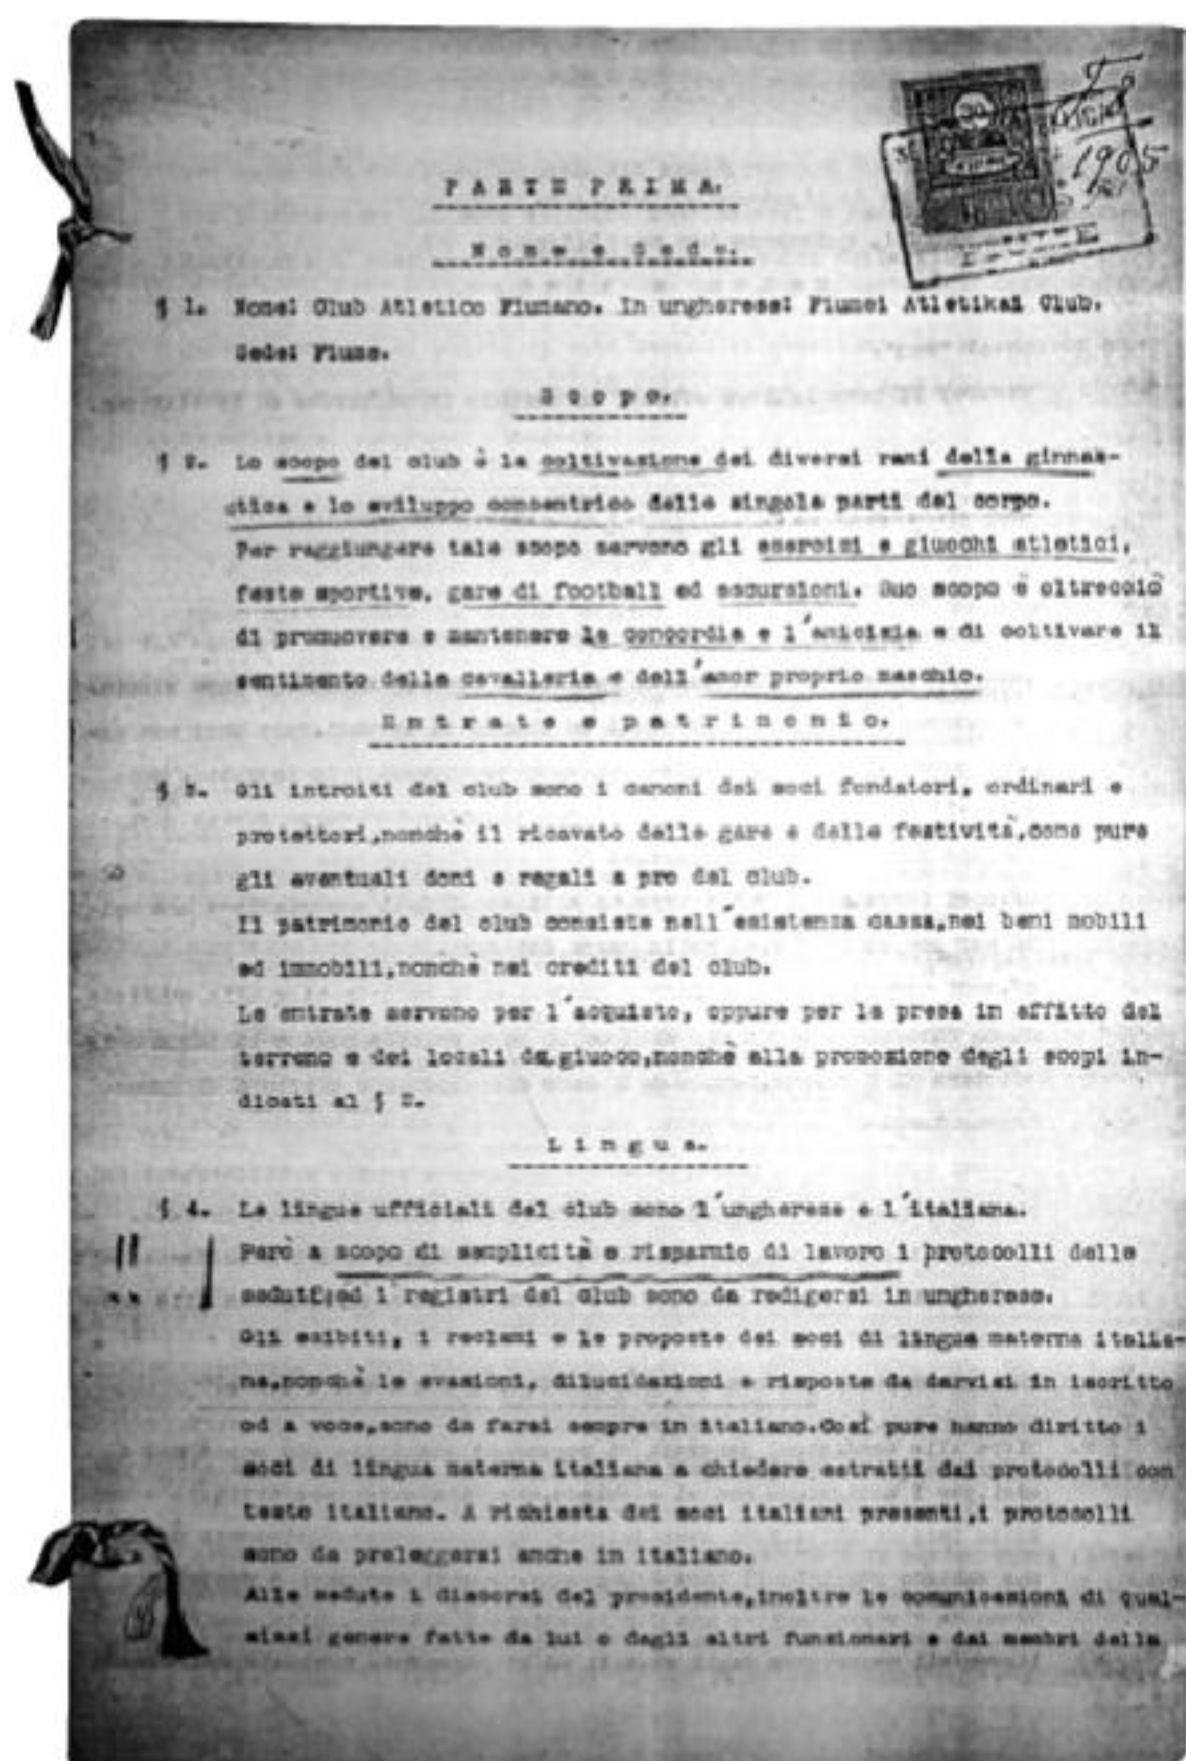 PARTE PRIMA.
Nome e Sede.
§ 1. Nome: Club Atletico Fiumano. In ungherese: Fiumei Atletikai Club.
Sede: Fiume.
Scopo.
§ 2. Lo scopo del club è la coltivazione dei diversi rami della ginnas-
stica e lo sviluppo concentrico delle singole parti del corpo.
Per raggiungere tale scopo servono gli esercizi e giuochi atletici,
feste sportive, gare di football ed escursioni. Suo scopo è oltrecciò
di promuovere e mantenere la concordia e l'amicizia e di coltivare il
sentimento della cavalleria e dell'amor proprio maschio.
Entrate e patrimonio.
§ 3. Gli introiti del club sono i canoni dei soci fondatori, ordinari e
protettori,nonchè il ricavato delle gare e delle festività,come pure
gli eventuali doni e regali a pro del club.
Il patrimonio del club consiste nell'esistenza cassa,nei beni mobili
ed immobili,nonchè nei crediti del club.
Le entrate servono per l'acquisto, oppure per la presa in affitto del
terreno e dei locali da giuoco,nonchè alla promozione degli scopi in-
dicati al § 2.
Lingua.
§ 4. Le lingue ufficiali del club sono l'ungherese e l'italiana.
Però a scopo di semplicità e risparmio di lavoro i protocolli delle
sedute ed i registri del club sono da redigersi in ungherese.
Gli esibiti, i reclami e le proposte dei soci di lingua materna italia-
na,nonchè le evasioni, dilucidazioni e risposte da darvisi in iscritto
od a voce,sono da farsi sempre in italiano.Così pure hanno diritto i
soci di lingua materna italiana a chiedere estratti dai protocolli con
testo italiano. A richiesta dei soci italiani presenti,i protocolli
sono da preleggersi anche in italiano.
Alle sedute i discorsi del presidente,inoltre le comunicazioni di qual-
siasi genere fatte da lui o dagli altri funzionari e dai membri della
1905